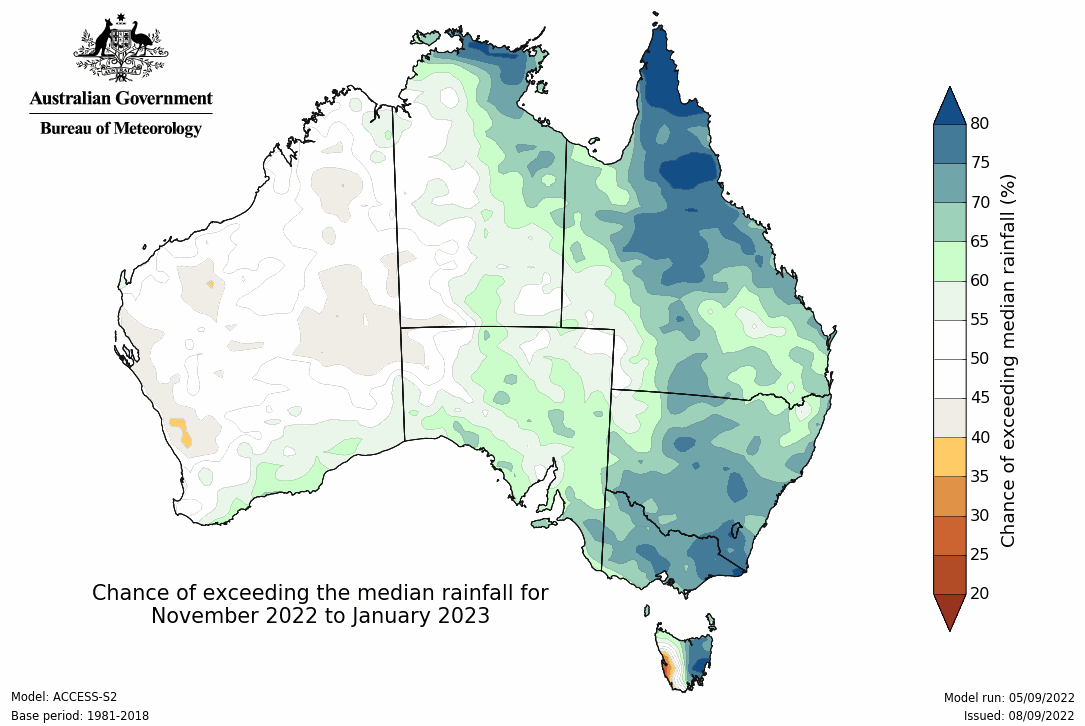 Australian Government
Bureau of Meteorology
80
75
70
65
60
55
50
45
40
35
30
25
20
Chance of exceeding median rainfall (%)
Chance of exceeding the median rainfall for
November 2022 to January 2023
Model: ACCESS-S2
Base period: 1981-2018
Model run: 05/09/2022
Issued: 08/09/2022